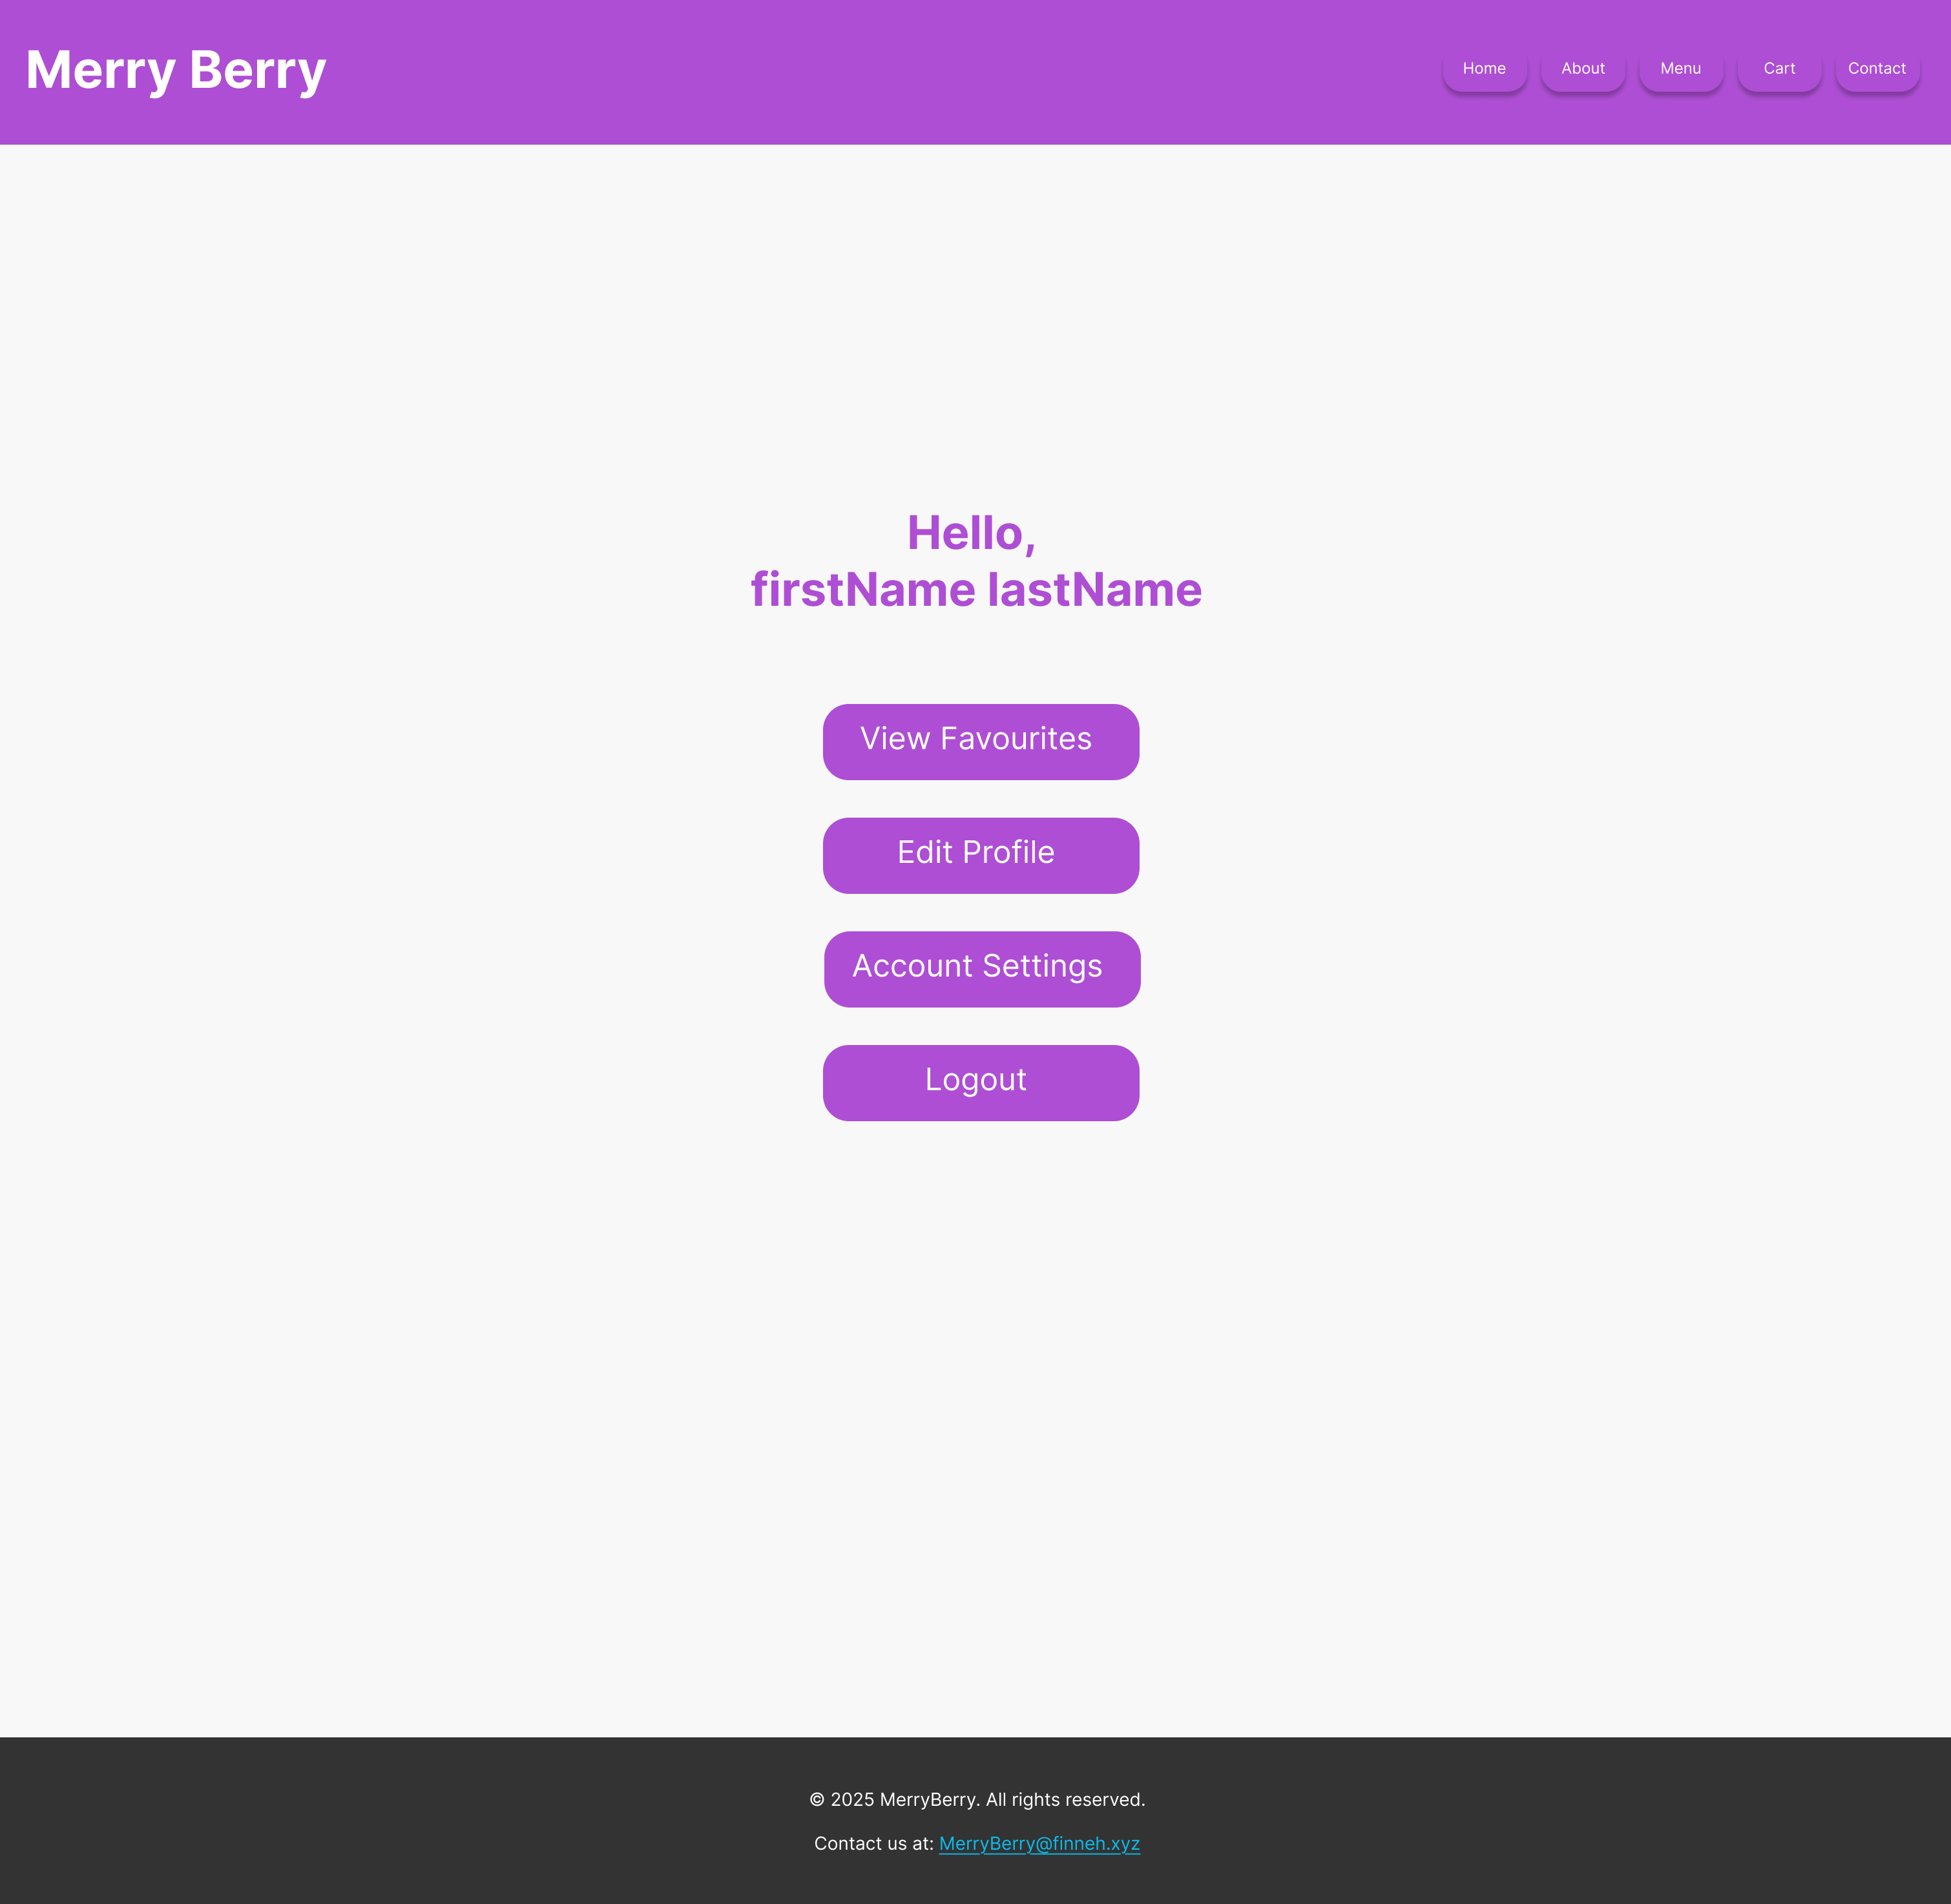 Merry Berry
Home About Menu Cart Contact
Hello,
firstName lastName
View Favourites
Edit Profile
Account Settings
Logout
© 2025 MerryBerry. All rights reserved.
Contact us at: MerryBerry@finneh.xyz